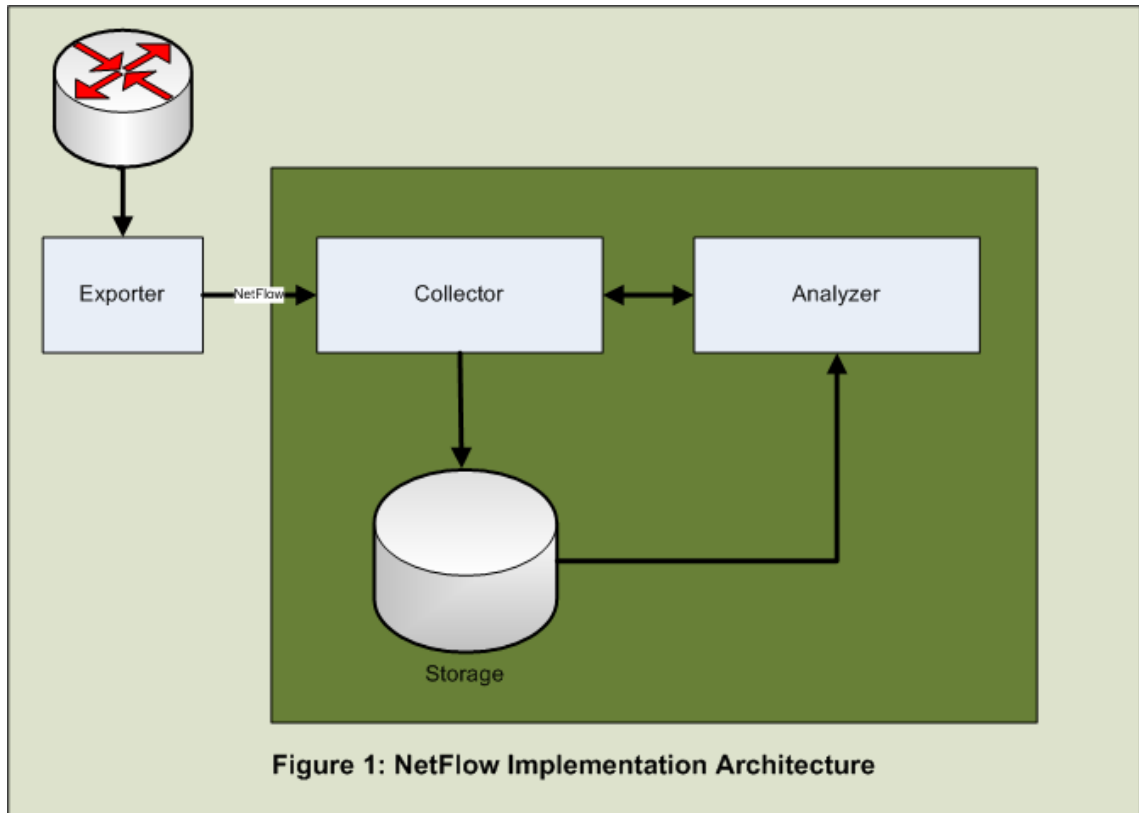 Exporter
NetFlow
Collector
Analyzer
Storage
Figure 1: NetFlow Implementation Architecture